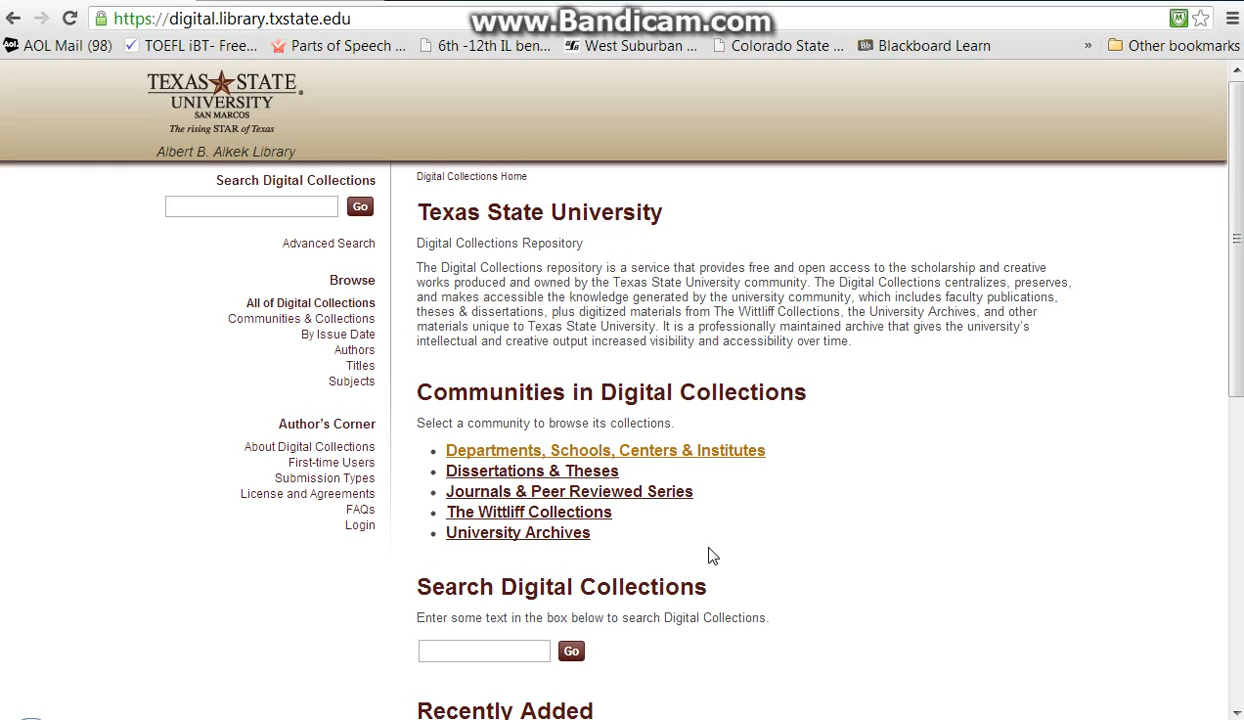 https://digital.library.txstate.edu
www.Bandicam.com
AOL Mail (98) TOEFL iBT- Free... Parts of Speech ... 6th -12th IL ben... West Suburban ... Colorado State ... Bb Blackboard Learn » Other bookmarks
TEXAS STATE
UNIVERSITY
SAN MARCOS
The rising STAR of Texas
Albert B. Alkek Library
Search Digital Collections
Go
Advanced Search
Browse
All of Digital Collections
Communities & Collections
By Issue Date
Authors
Titles
Subjects
Author's Corner
About Digital Collections
First-time Users
Submission Types
License and Agreements
FAQs
Login
Digital Collections Home
Texas State University
Digital Collections Repository
The Digital Collections repository is a service that provides free and open access to the scholarship and creative
works produced and owned by the Texas State University community. The Digital Collections centralizes, preserves,
and makes accessible the knowledge generated by the university community, which includes faculty publications,
theses & dissertations, plus digitized materials from The Wittliff Collections, the University Archives, and other
materials unique to Texas State University. It is a professionally maintained archive that gives the university's
intellectual and creative output increased visibility and accessibility over time.
Communities in Digital Collections
Select a community to browse its collections.
• Departments, Schools, Centers & Institutes
• Dissertations & Theses
• Journals & Peer Reviewed Series
• The Wittliff Collections
• University Archives
Search Digital Collections
Enter some text in the box below to search Digital Collections.
Go
Recently Added